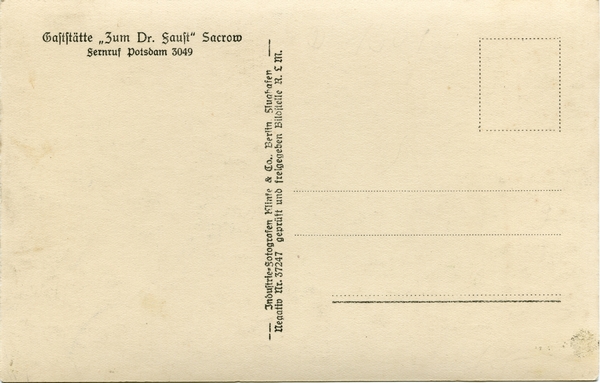 Gaststätte „Zum Dr. Faust“ Sacrow
Fernruf Potsdam 3049
Industrie-Fotografen Klinke & Co., Berlin, Flughafen
Negativ Nr. 37247 geprüft und freigegeben Bildstelle R. L M.